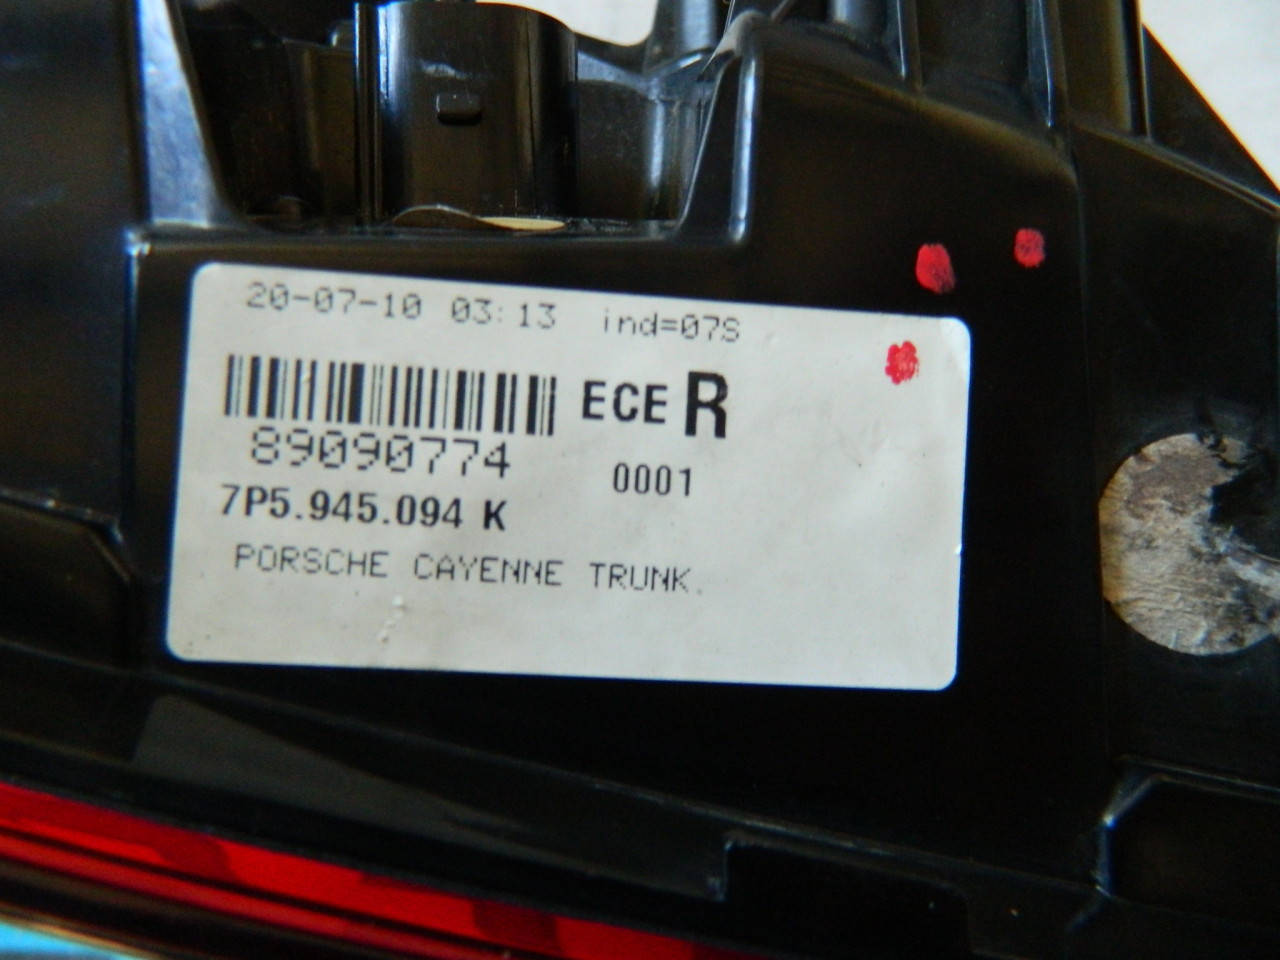 20-07-10 03:13 ind=07S
ECE R
89090774
0001
7P5.945.094 K
PORSCHE CAYENNE TRUNK.